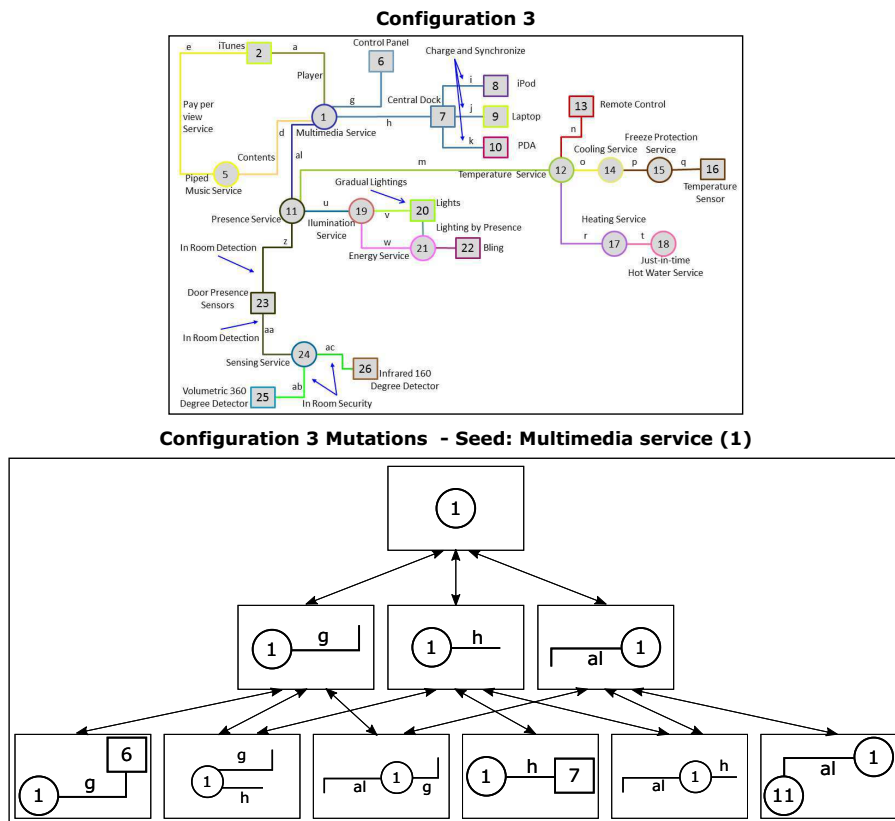 Configuration 3
e
iTunes
2
a
Control Panel
6
Charge and Synchronize
Player
g
i
8
iPod
Pay per
view
Service
d
1
Multimedia Service
h
Central Dock
7
j
9
Laptop
13
Remote Control
n
k
10
PDA
Contents
al
m
Cooling Service
Freeze Protection
Service
5
Piped
Music Service
Gradual Lightings
Temperature Service
12
o
14
p
15
q
16
Temperature
Sensor
Presence Service
11
u
19
v
20
Lights
Ilumination
Service
Lighting by Presence
Heating Service
z
w
21
22
Bling
Energy Service
r
17
t
18
Just-in-time
Hot Water Service
In Room Detection
Door Presence
Sensors
23
In Room Detection
aa
Sensing Service
24
ac
26
Infrared 160
Degree Detector
Volumetric 360
Degree Detector
25
ab
In Room Security
Configuration 3 Mutations - Seed: Multimedia service (1)
1
1
g
1
h
al
1
6
1
g
g
1
h
al
1
g
1
h
7
al
1
h
al
1
11